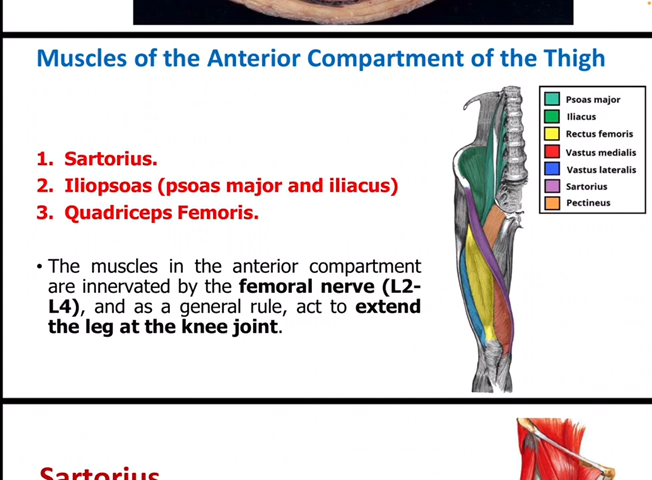 Muscles of the Anterior Compartment of the Thigh
1. Sartorius.
2. Iliopsoas (psoas major and iliacus)
3. Quadriceps Femoris.
• The muscles in the anterior compartment
are innervated by the femoral nerve (L2-
L4), and as a general rule, act to extend
the leg at the knee joint.
Psoas major
Iliacus
Rectus femoris
Vastus medialis
Vastus lateralis
Sartorius
Pectineus
Sartorius